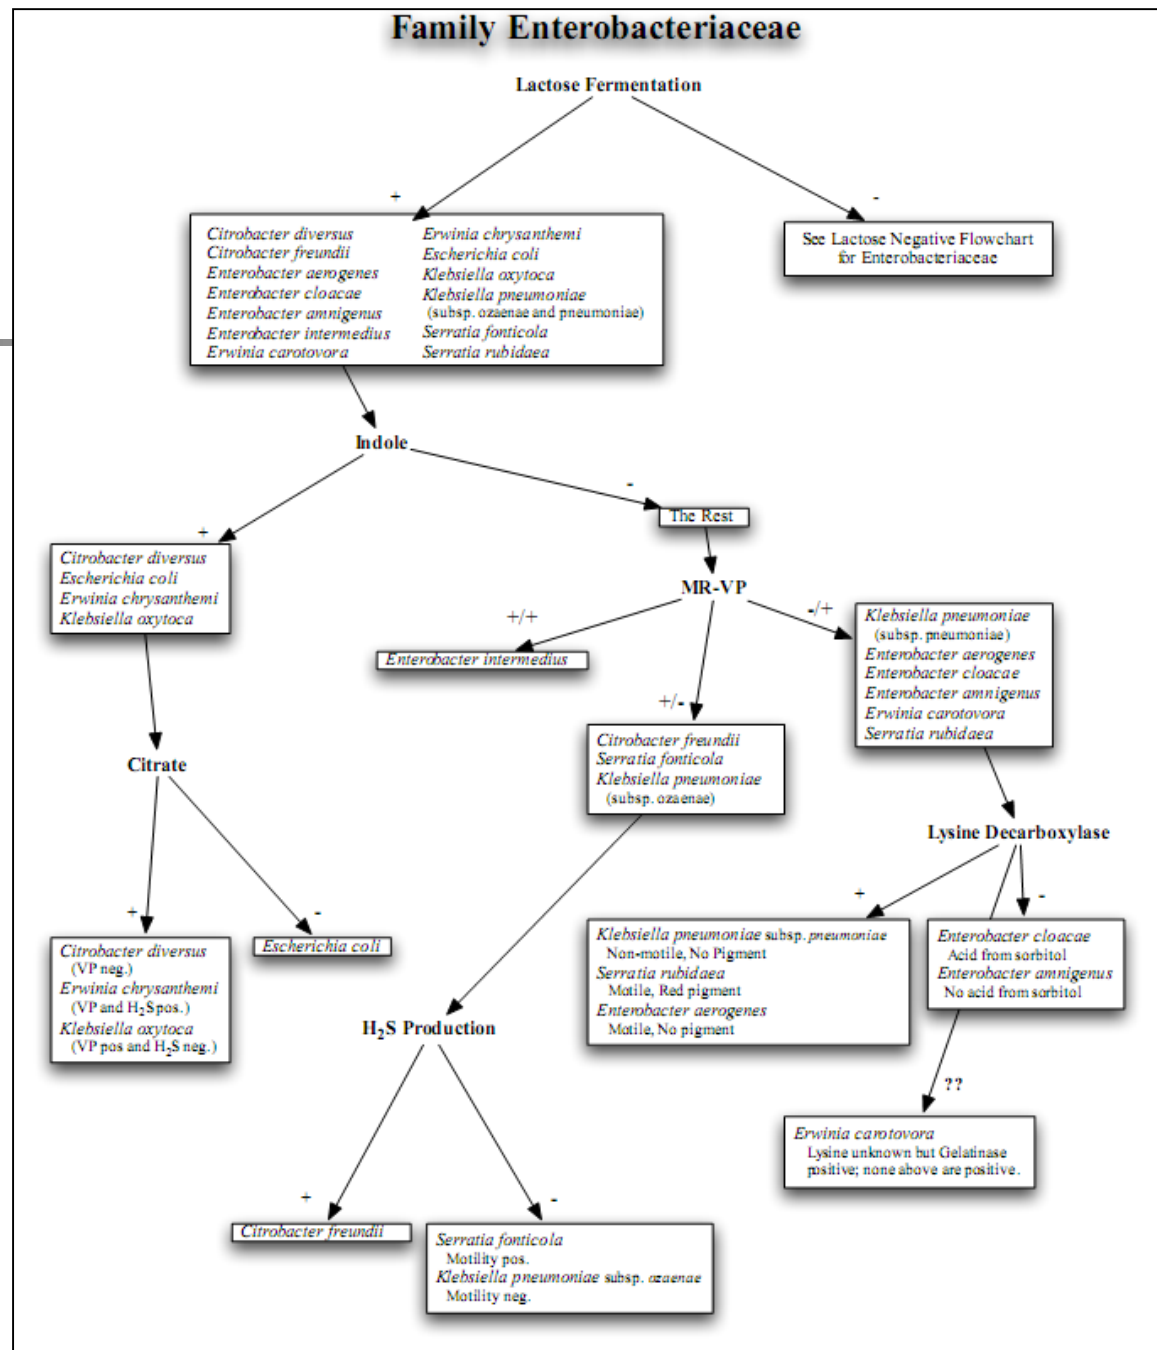 Family Enterobacteriaceae
Lactose Fermentation
+
-
Citrobacter diversus
Citrobacter freundii
Enterobacter aerogenes
Enterobacter cloacae
Enterobacter amnigenus
Enterobacter intermedius
Erwinia carotovora
Erwinia chrysanthemi
Escherichia coli
Klebsiella oxytoca
Klebsiella pneumoniae
(subsp. ozaenae and pneumoniae)
Serratia fonticola
Serratia rubidaea
See Lactose Negative Flowchart
for Enterobacteriaceae
Indole
+
-
Citrobacter diversus
Escherichia coli
Erwinia chrysanthemi
Klebsiella oxytoca
The Rest
MR-VP
+/+
+/-
-/+
Enterobacter intermedius
Citrobacter freundii
Serratia fonticola
Klebsiella pneumoniae
(subsp. ozaenae)
Klebsiella pneumoniae
(subsp. pneumoniae)
Enterobacter aerogenes
Enterobacter cloacae
Enterobacter amnigenus
Erwinia carotovora
Serratia rubidaea
Citrate
+
-
Citrobacter diversus
(VP neg.)
Erwinia chrysanthemi
(VP and H₂S pos.)
Klebsiella oxytoca
(VP pos and H₂S neg.)
Escherichia coli
Lysine Decarboxylase
+
-
??
Klebsiella pneumoniae subsp. pneumoniae
Non-motile, No Pigment
Serratia rubidaea
Motile, Red pigment
Enterobacter aerogenes
Motile, No pigment
Enterobacter cloacae
Acid from sorbitol
Enterobacter amnigenus
No acid from sorbitol
Erwinia carotovora
Lysine unknown but Gelatinase
positive; none above are positive.
H₂S Production
+
-
Citrobacter freundii
Serratia fonticola
Motility pos.
Klebsiella pneumoniae subsp. ozaenae
Motility neg.